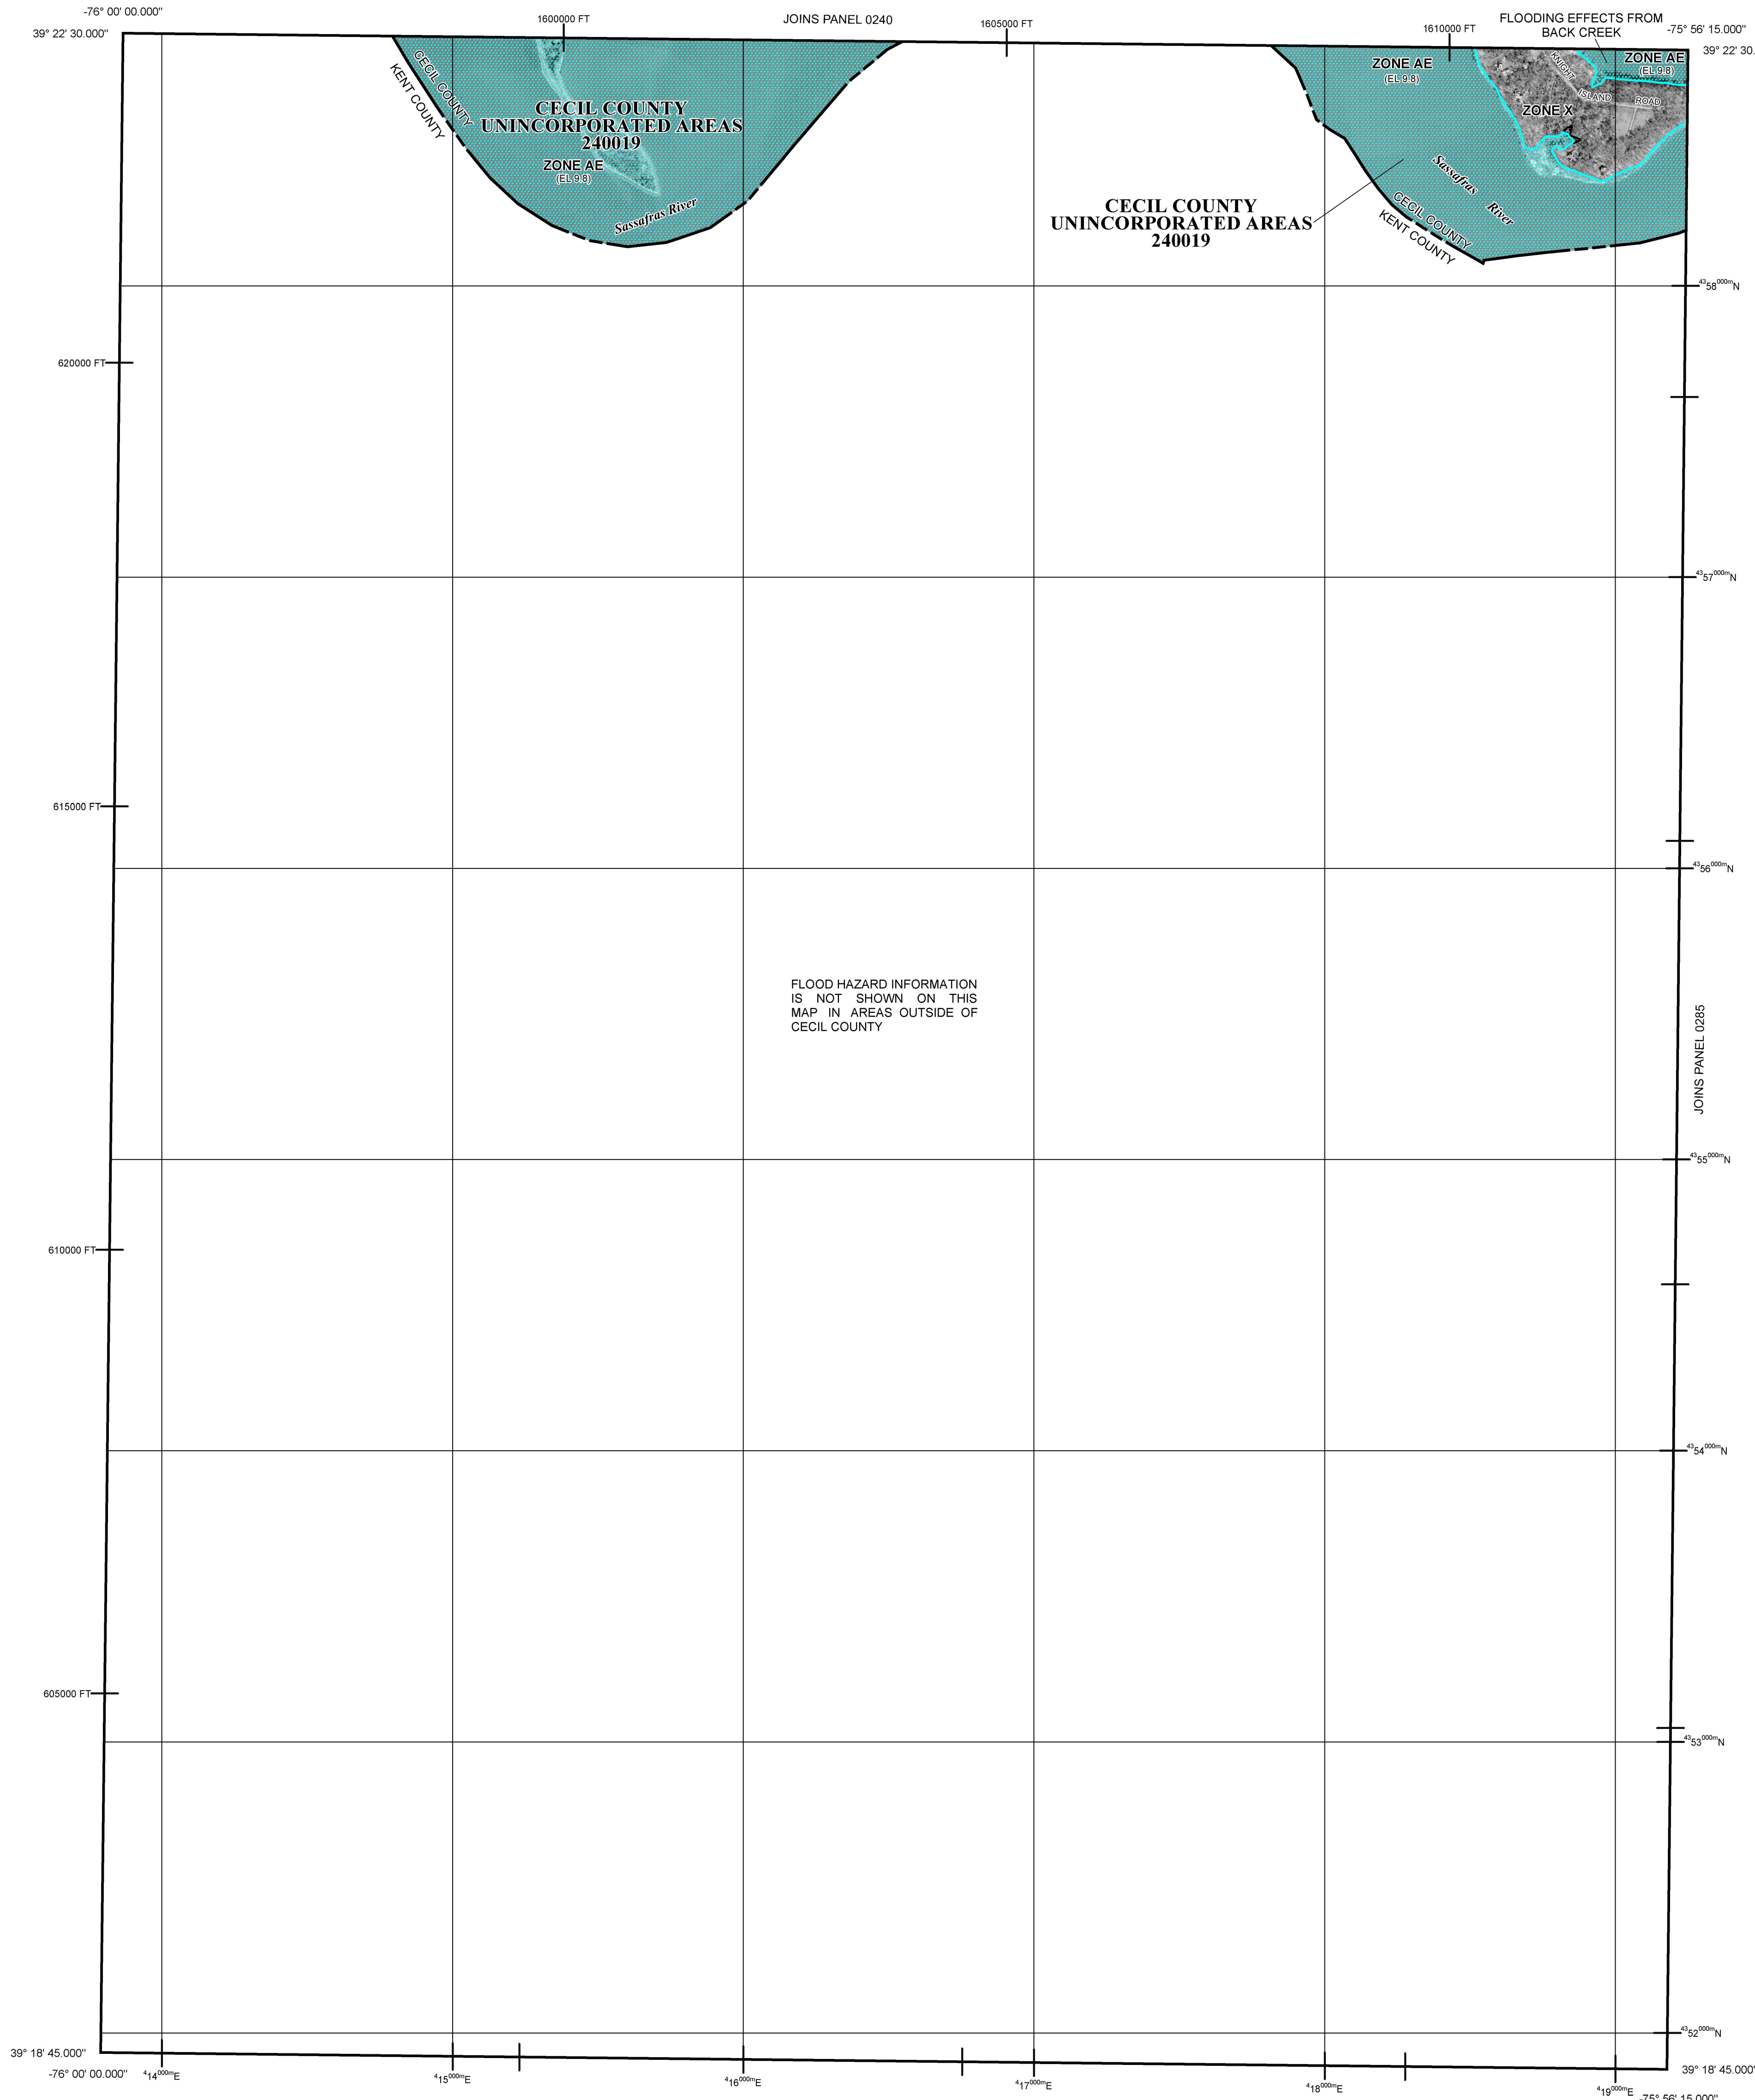 -76° 00' 00.000"
39° 22' 30.000"
1600000 FT
JOINS PANEL 0240
1605000 FT
1610000 FT
FLOODING EFFECTS FROM
BACK CREEK
-75° 56' 15.000"
39° 22' 30.
CECIL COUNTY
KENT COUNTY
CECIL COUNTY
UNINCORPORATED AREAS
240019
ZONE AE
(EL 9.8)
Sassafras River
CECIL COUNTY
UNINCORPORATED AREAS
240019
ZONE AE
(EL 9.8)
ZONE AE
(EL 9.8)
KNIGHT
ISLAND
ROAD
ZONE X
Sassafras River
CECIL COUNTY
KENT COUNTY
4358000mN
620000 FT
4357000mN
615000 FT
4356000mN
FLOOD HAZARD INFORMATION
IS NOT SHOWN ON THIS
MAP IN AREAS OUTSIDE OF
CECIL COUNTY
JOINS PANEL 0285
4355000mN
610000 FT
4354000mN
605000 FT
4353000mN
4352000mN
39° 18' 45.000"
-76° 00' 00.000"
414000mE
415000mE
416000mE
417000mE
418000mE
419000mE
39° 18' 45.000"
-75° 56' 15.000"